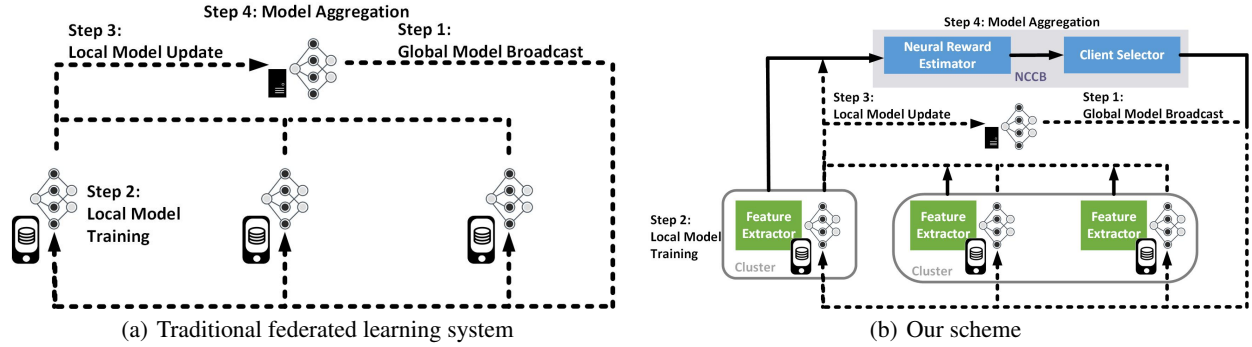 Step 4: Model Aggregation
Step 3:
Local Model Update
Step 1:
Global Model Broadcast
Step 2:
Local Model
Training
(a) Traditional federated learning system
Step 4: Model Aggregation
Neural Reward
Estimator
Client Selector
NCCB
Step 3:
Local Model Update
Step 1:
Global Model Broadcast
Step 2:
Local Model
Training
Feature
Extractor
Cluster
Feature
Extractor
Feature
Extractor
Cluster
(b) Our scheme